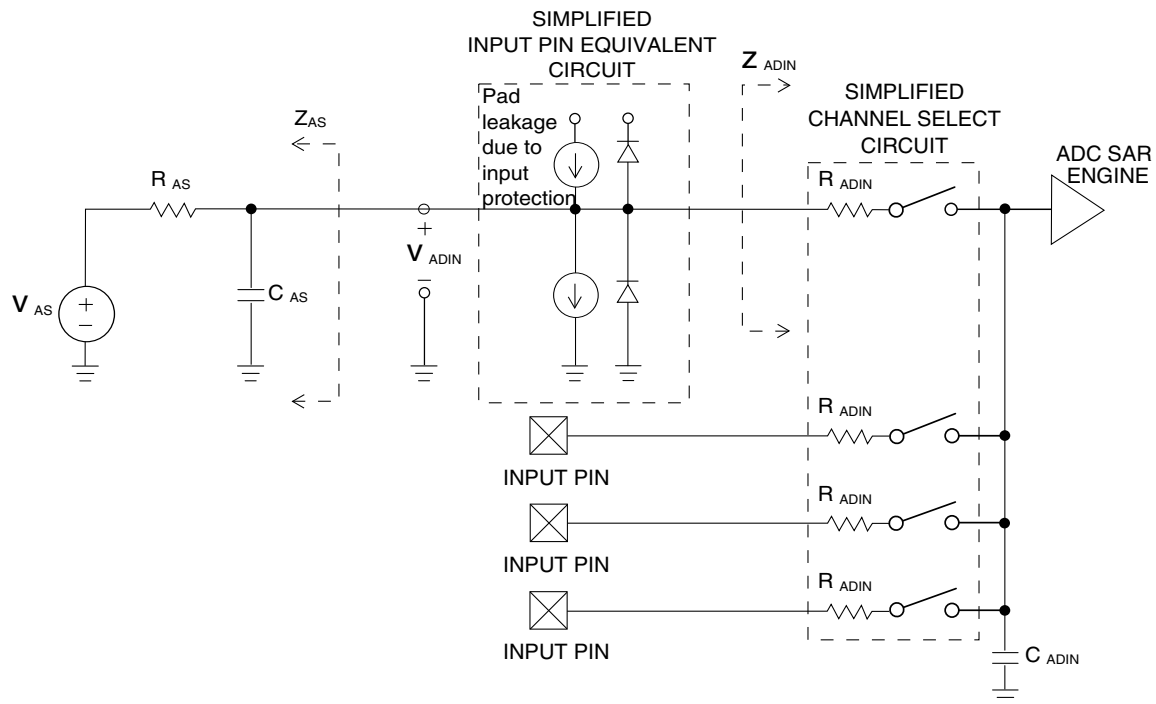 SIMPLIFIED
INPUT PIN EQUIVALENT
CIRCUIT
Pad
leakage
due to
input
protection
Z ADIN
SIMPLIFIED
CHANNEL SELECT
CIRCUIT
ADC SAR
ENGINE
Z AS
R AS
R ADIN
+
V ADIN
–
V AS
+
–
C AS
R ADIN
INPUT PIN
R ADIN
INPUT PIN
R ADIN
INPUT PIN
C ADIN